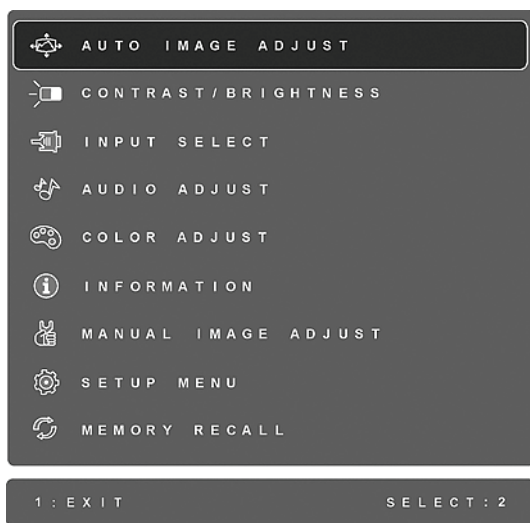 AUTO IMAGE ADJUST
CONTRAST/BRIGHTNESS
INPUT SELECT
AUDIO ADJUST
COLOR ADJUST
INFORMATION
MANUAL IMAGE ADJUST
SETUP MENU
MEMORY RECALL
1:EXIT SELECT:2